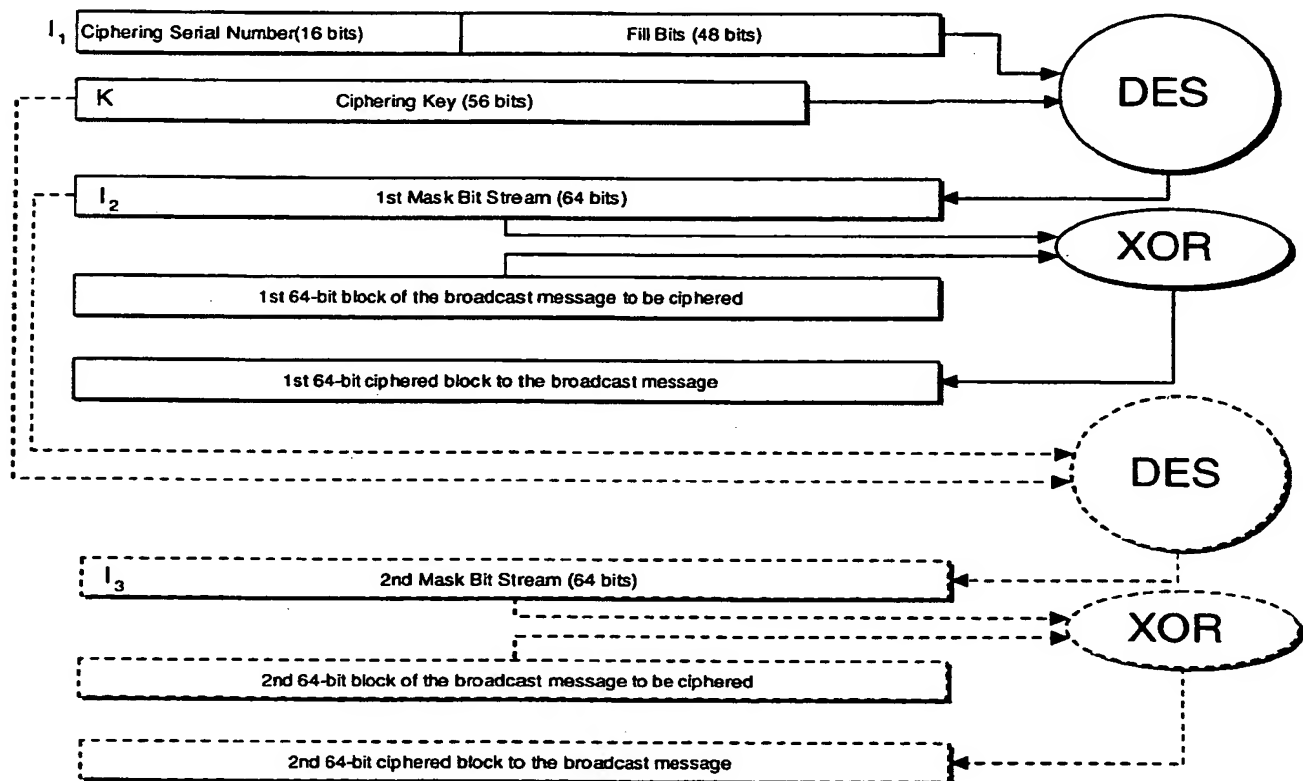 I1 Ciphering Serial Number(16 bits) Fill Bits (48 bits)
DES
K Ciphering Key (56 bits)
I2 1st Mask Bit Stream (64 bits)
XOR
1st 64-bit block of the broadcast message to be ciphered
1st 64-bit ciphered block to the broadcast message
DES
I3 2nd Mask Bit Stream (64 bits)
XOR
2nd 64-bit block of the broadcast message to be ciphered
2nd 64-bit ciphered block to the broadcast message